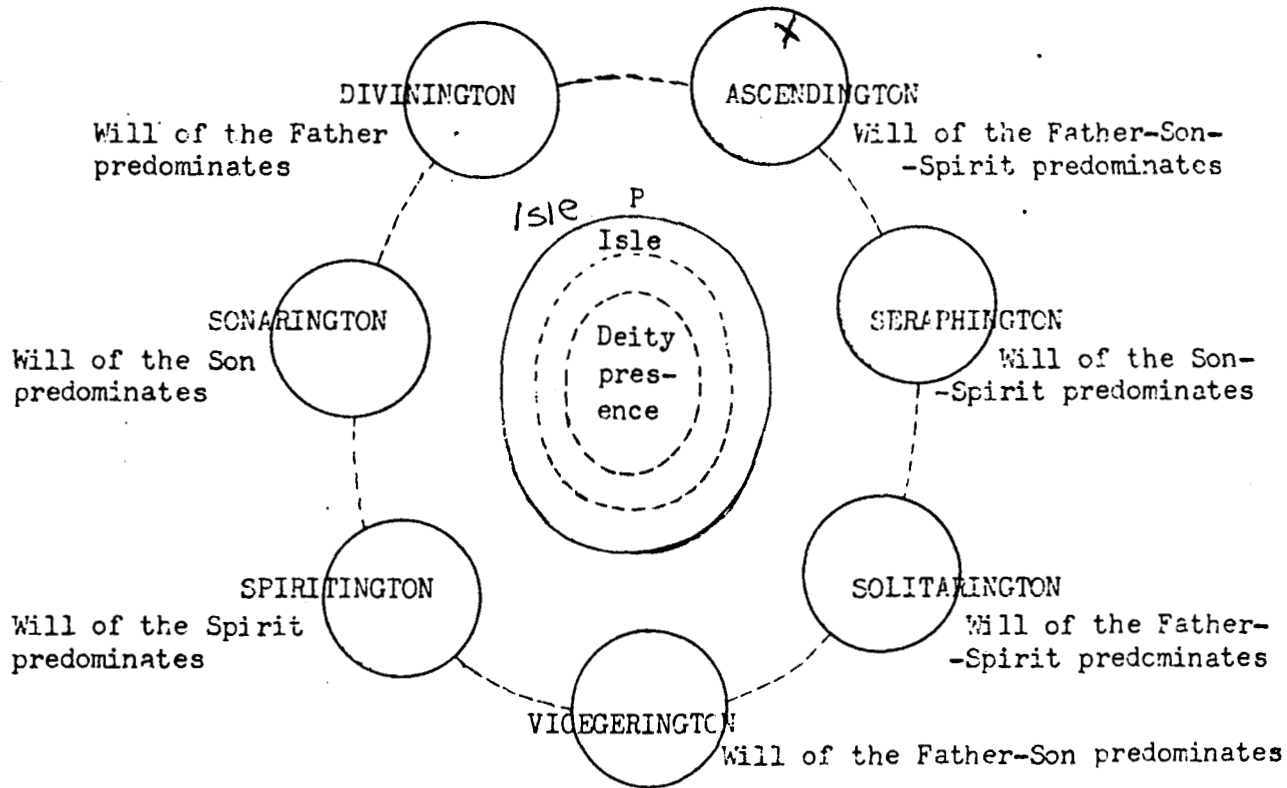 DIVININGTON
Will of the Father
predominates
ASCENDINGTON
Will of the Father-Son-
-Spirit predominates
Isle
P
Isle
Deity
pres-
ence
SONARINGTON
Will of the Son
predominates
SERAPHINGTON
Will of the Son-
-Spirit predominates
SPIRITINGTON
Will of the Spirit
predominates
SOLITARINGTON
Will of the Father-
-Spirit predominates
VICEGERINGTON
Will of the Father-Son predominates